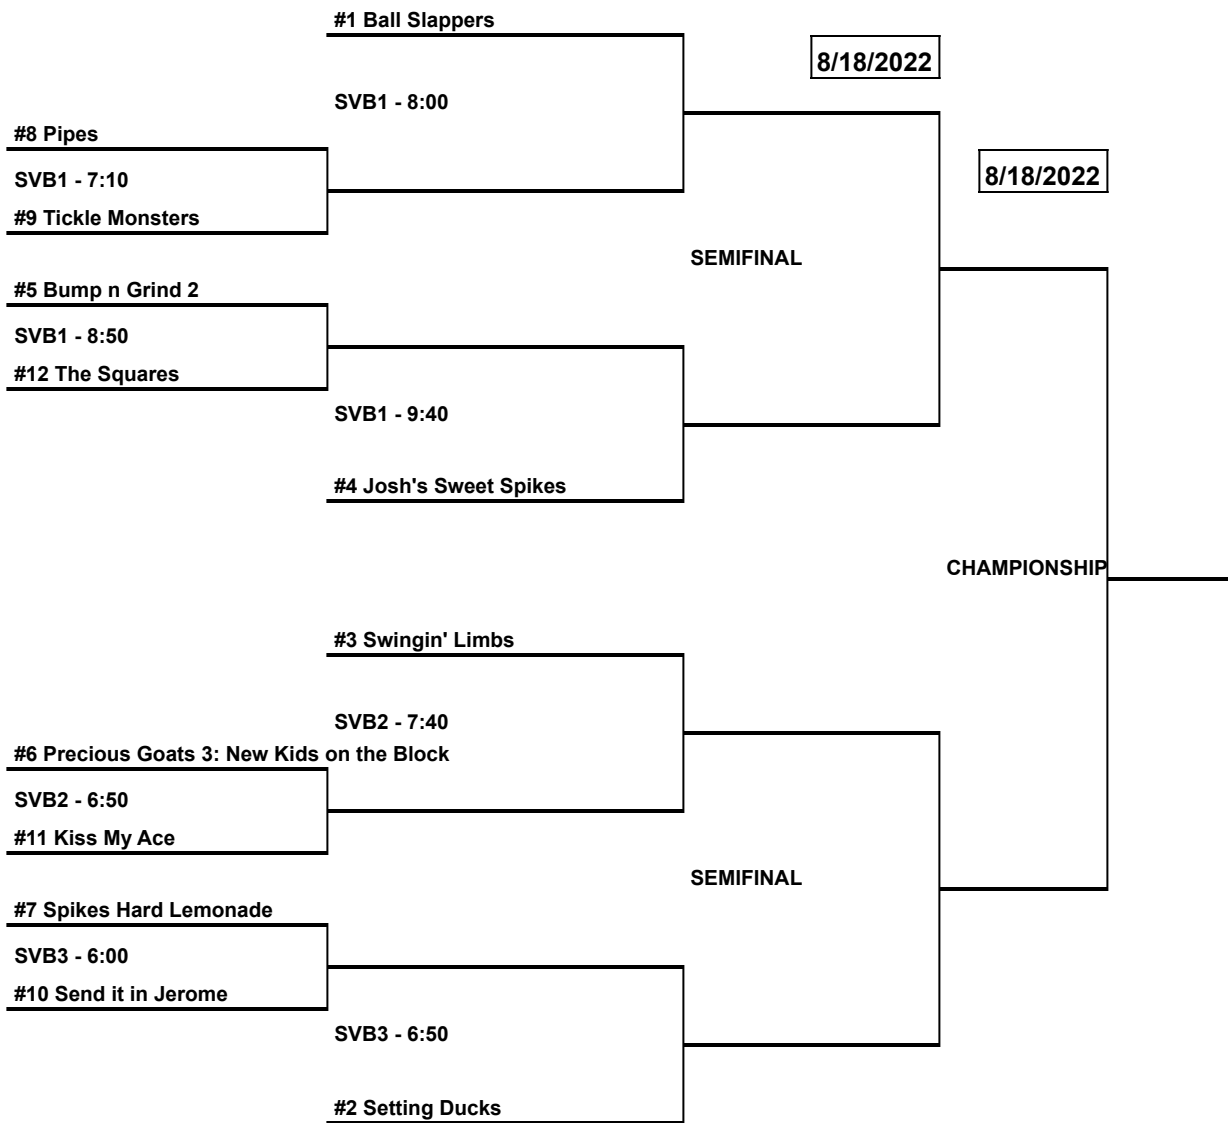 #1 Ball Slappers
8/18/2022
SVB1 - 8:00
#8 Pipes
8/18/2022
SVB1 - 7:10
#9 Tickle Monsters
SEMIFINAL
#5 Bump n Grind 2
SVB1 - 8:50
#12 The Squares
SVB1 - 9:40
#4 Josh's Sweet Spikes
CHAMPIONSHIP
#3 Swingin' Limbs
SVB2 - 7:40
#6 Precious Goats 3: New Kids on the Block
SVB2 - 6:50
#11 Kiss My Ace
SEMIFINAL
#7 Spikes Hard Lemonade
SVB3 - 6:00
#10 Send it in Jerome
SVB3 - 6:50
#2 Setting Ducks